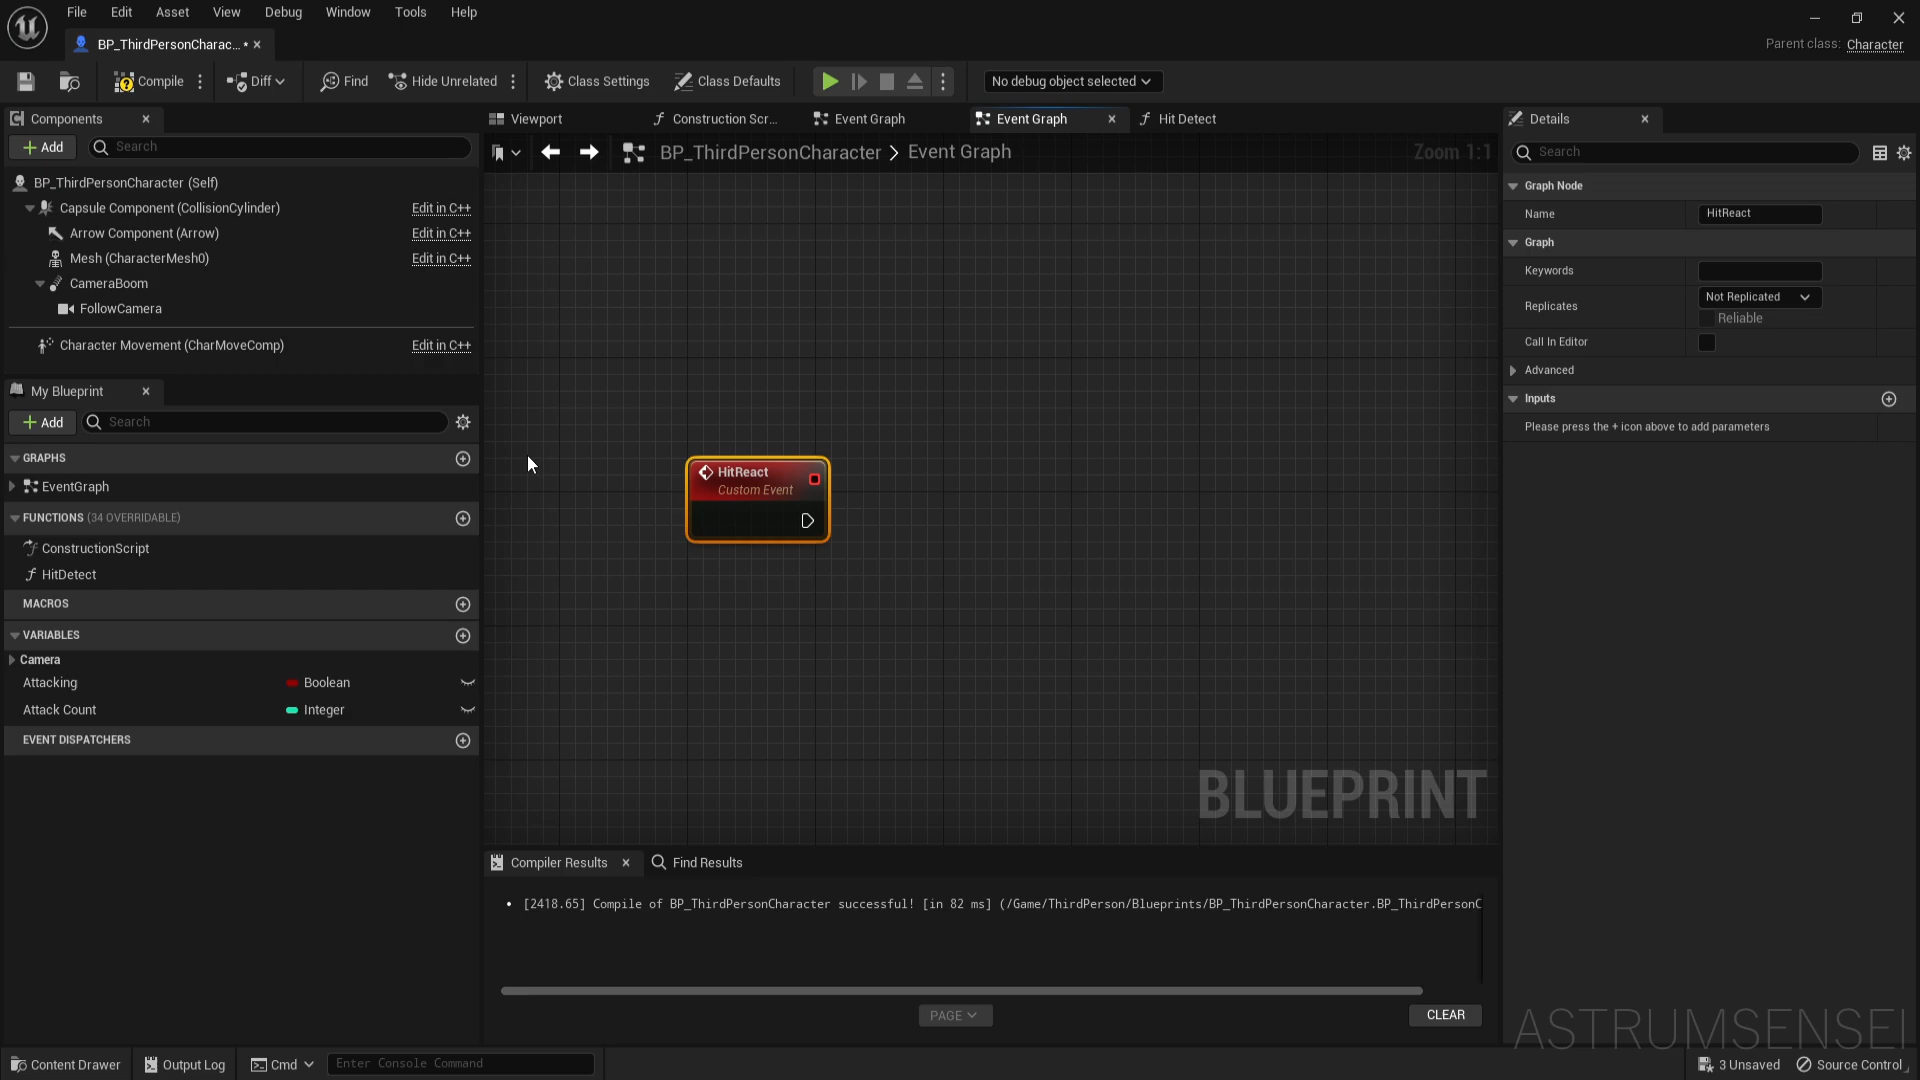 File Edit Asset View Debug Window Tools Help
BP_ThirdPersonCharac... •
Parent class: Character
Compile Diff Find Hide Unrelated Class Settings Class Defaults No debug object selected
Components
Add Search
BP_ThirdPersonCharacter (Self)
Capsule Component (CollisionCylinder) Edit in C++
Arrow Component (Arrow) Edit in C++
Mesh (CharacterMesh0) Edit in C++
CameraBoom
FollowCamera
Character Movement (CharMoveComp) Edit in C++
My Blueprint
Add Search
GRAPHS
EventGraph
FUNCTIONS (34 OVERRIDABLE)
ConstructionScript
HitDetect
MACROS
VARIABLES
Camera
Attacking Boolean
Attack Count Integer
EVENT DISPATCHERS
Viewport Construction Scr... Event Graph Event Graph Hit Detect
BP_ThirdPersonCharacter > Event Graph Zoom 1:1
HitReact
Custom Event
BLUEPRINT
Compiler Results Find Results
• [2418.65] Compile of BP_ThirdPersonCharacter successful! [in 82 ms] (/Game/ThirdPerson/Blueprints/BP_ThirdPersonCharacter.BP_ThirdPersonC
PAGE CLEAR
Details
Search
Graph Node
Name HitReact
Graph
Keywords
Replicates Not Replicated
Reliable
Call In Editor
Advanced
Inputs
Please press the + icon above to add parameters
ASTRUMSENSEI
Content Drawer Output Log Cmd Enter Console Command 3 Unsaved Source Control